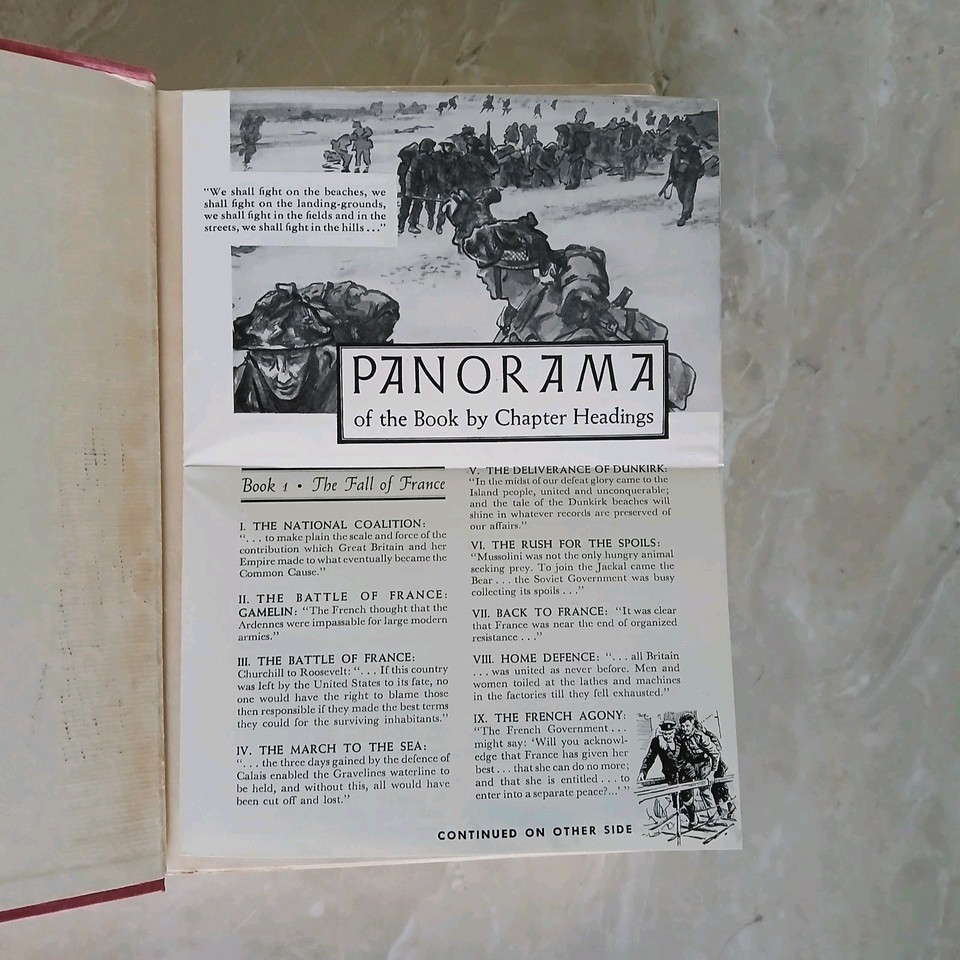 "We shall fight on the beaches, we
shall fight on the landing-grounds,
we shall fight in the fields and in the
streets, we shall fight in the hills . . ."
PANORAMA
of the Book by Chapter Headings
Book 1 • The Fall of France
I. THE NATIONAL COALITION:
". . . to make plain the scale and force of the
contribution which Great Britain and her
Empire made to what eventually became the
Common Cause."
II. THE BATTLE OF FRANCE:
GAMELIN: "The French thought that the
Ardennes were impassable for large modern
armies."
III. THE BATTLE OF FRANCE:
Churchill to Roosevelt: ". . . If this country
was left by the United States to its fate, no
one would have the right to blame those
then responsible if they made the best terms
they could for the surviving inhabitants."
IV. THE MARCH TO THE SEA:
". . . the three days gained by the defence of
Calais enabled the Gravelines waterline to
be held, and without this, all would have
been cut off and lost."
V. THE DELIVERANCE OF DUNKIRK:
"In the midst of our defeat glory came to the
Island people, united and unconquerable;
and the tale of the Dunkirk beaches will
shine in whatever records are preserved of
our affairs."
VI. THE RUSH FOR THE SPOILS:
"Mussolini was not the only hungry animal
seeking prey. To join the Jackal came the
Bear . . . the Soviet Government was busy
collecting its spoils . . ."
VII. BACK TO FRANCE: "It was clear
that France was near the end of organized
resistance . . ."
VIII. HOME DEFENCE: ". . . all Britain
. . . was united as never before. Men and
women toiled at the lathes and machines
in the factories till they fell exhausted."
IX. THE FRENCH AGONY:
"The French Government . . .
might say: 'Will you acknowl-
edge that France has given her
best . . . that she can do no more;
and that she is entitled . . . to
enter into a separate peace?...' "
CONTINUED ON OTHER SIDE